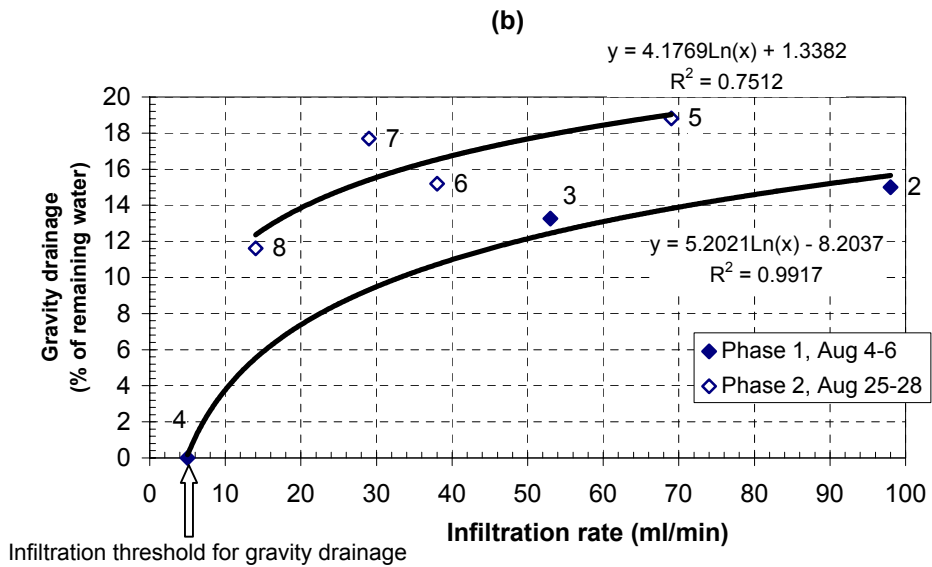 (b)
y = 4.1769Ln(x) + 1.3382
R² = 0.7512
20
18
16
14
12
10
8
6
4
2
0
Gravity drainage
(% of remaining water)
7
6
5
8
3
2
4
y = 5.2021Ln(x) - 8.2037
R² = 0.9917
Phase 1, Aug 4-6
Phase 2, Aug 25-28
0 10 20 30 40 50 60 70 80 90 100
Infiltration rate (ml/min)
Infiltration threshold for gravity drainage